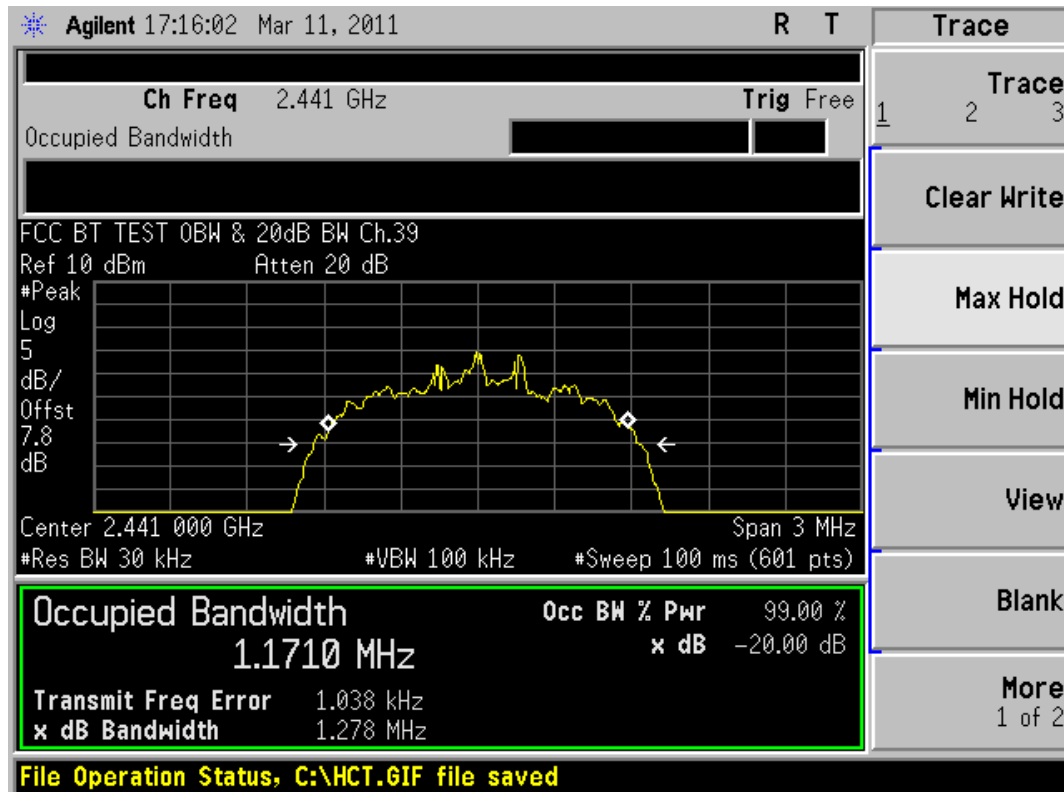 Agilent 17:16:02 Mar 11, 2011 R T
Ch Freq 2.441 GHz Trig Free
Occupied Bandwidth
FCC BT TEST OBW & 20dB BW Ch.39
Ref 10 dBm Atten 20 dB
#Peak
Log
5
dB/
Offst
7.8
dB
Center 2.441 000 GHz Span 3 MHz
#Res BW 30 kHz #VBW 100 kHz #Sweep 100 ms (601 pts)
Occupied Bandwidth
1.1710 MHz
Occ BW % Pwr 99.00 %
x dB -20.00 dB
Transmit Freq Error 1.038 kHz
x dB Bandwidth 1.278 MHz
File Operation Status, C:\HCT.GIF file saved
Trace
Trace
1 2 3
Clear Write
Max Hold
Min Hold
View
Blank
More
1 of 2